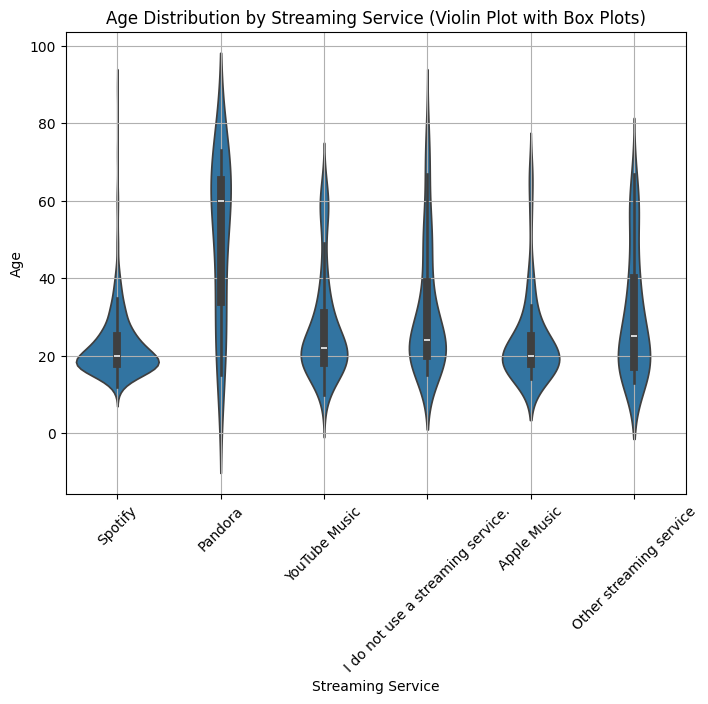 Age Distribution by Streaming Service (Violin Plot with Box Plots)
100
80
60
40
20
0
Age
Spotify
Pandora
YouTube Music
I do not use a streaming service.
Apple Music
Other streaming service
Streaming Service